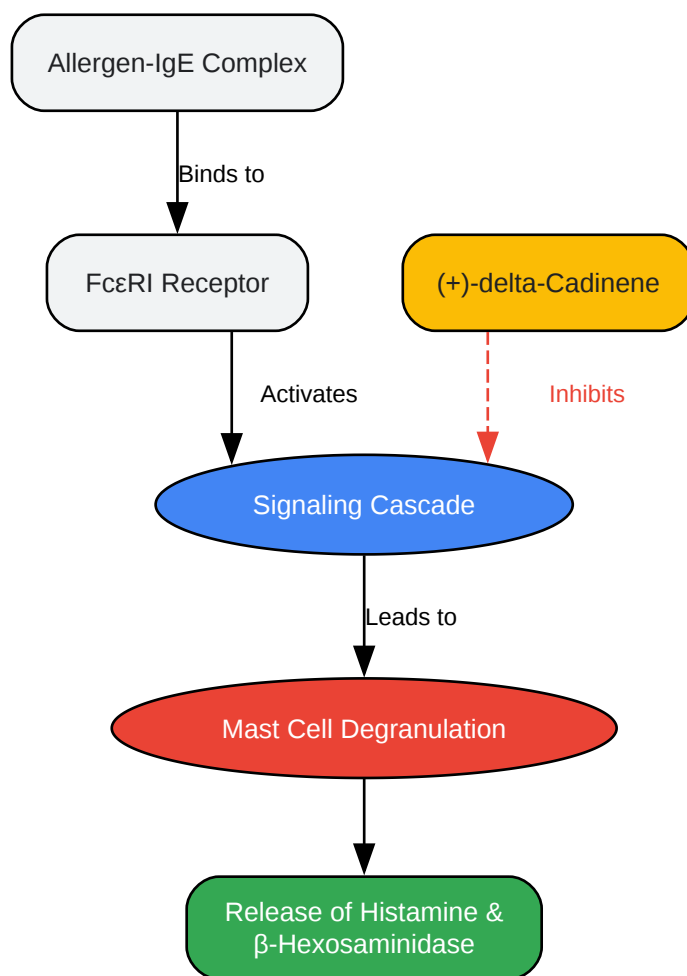 Allergen-IgE Complex
Binds to
FcεRI Receptor
(+)-delta-Cadinene
Activates
Inhibits
Signaling Cascade
Leads to
Mast Cell Degranulation
Release of Histamine &
β-Hexosaminidase